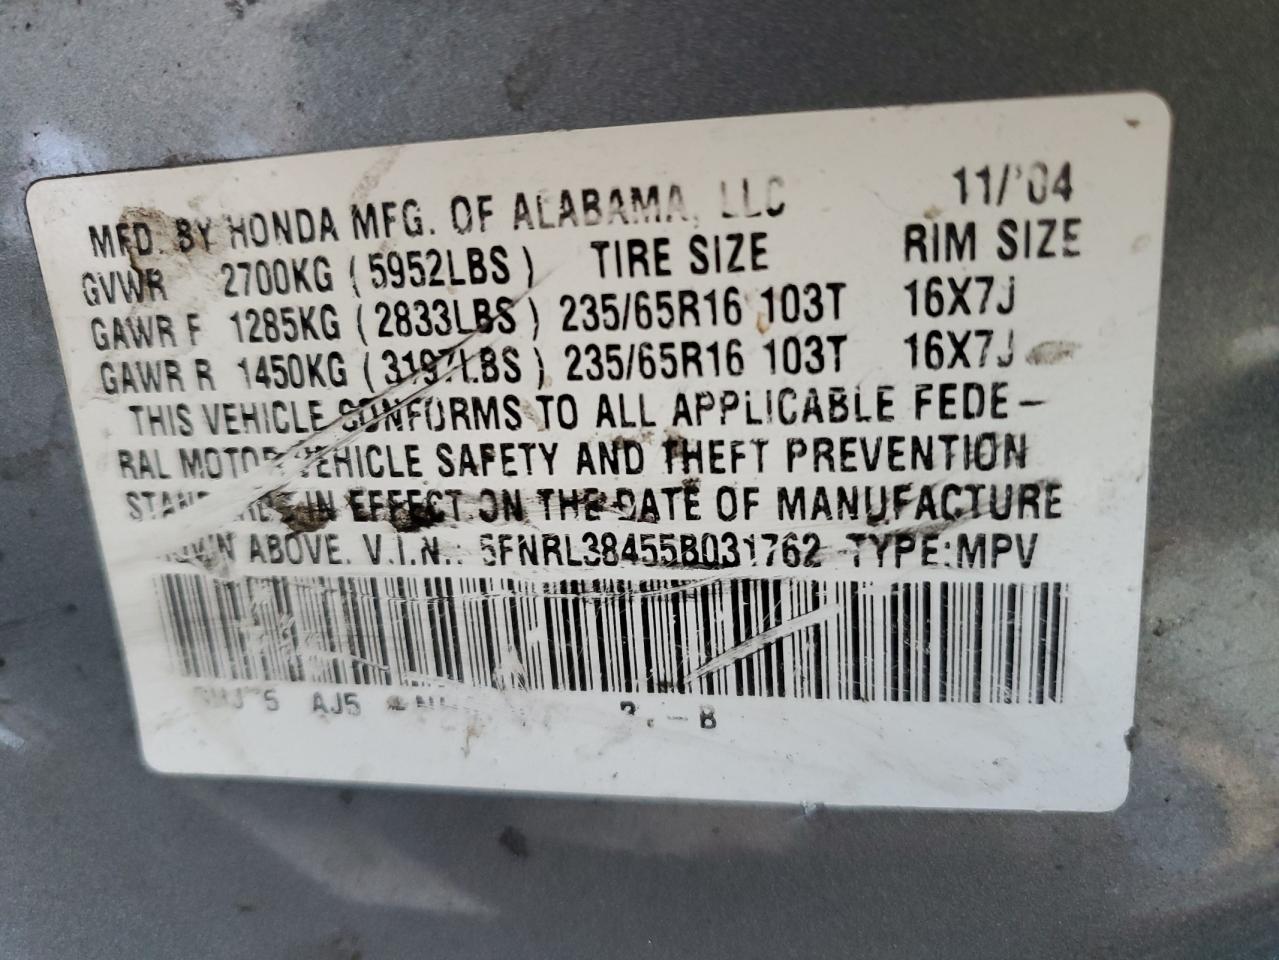 MFD. BY HONDA MFG. OF ALABAMA, LLC 11/'04
GVWR 2700KG (5952LBS) TIRE SIZE RIM SIZE
GAWR F 1285KG (2833LBS) 235/65R16 103T 16X7J
GAWR R 1450KG (3197LBS) 235/65R16 103T 16X7J
THIS VEHICLE CONFORMS TO ALL APPLICABLE FEDE-
RAL MOTOR VEHICLE SAFETY AND THEFT PREVENTION
STANDARDS IN EFFECT ON THE DATE OF MANUFACTURE
ABOVE. V.I.N.: 5FNRL38455B031762 TYPE:MPV
AJ5 - B